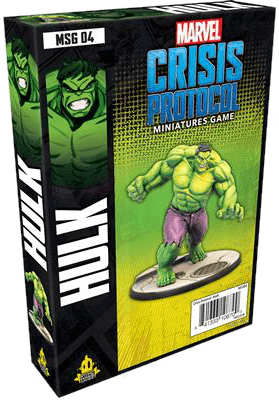 MSG 04
MARVEL
CRISIS
PROTOCOL
MINIATURES GAME
HULK
HULK